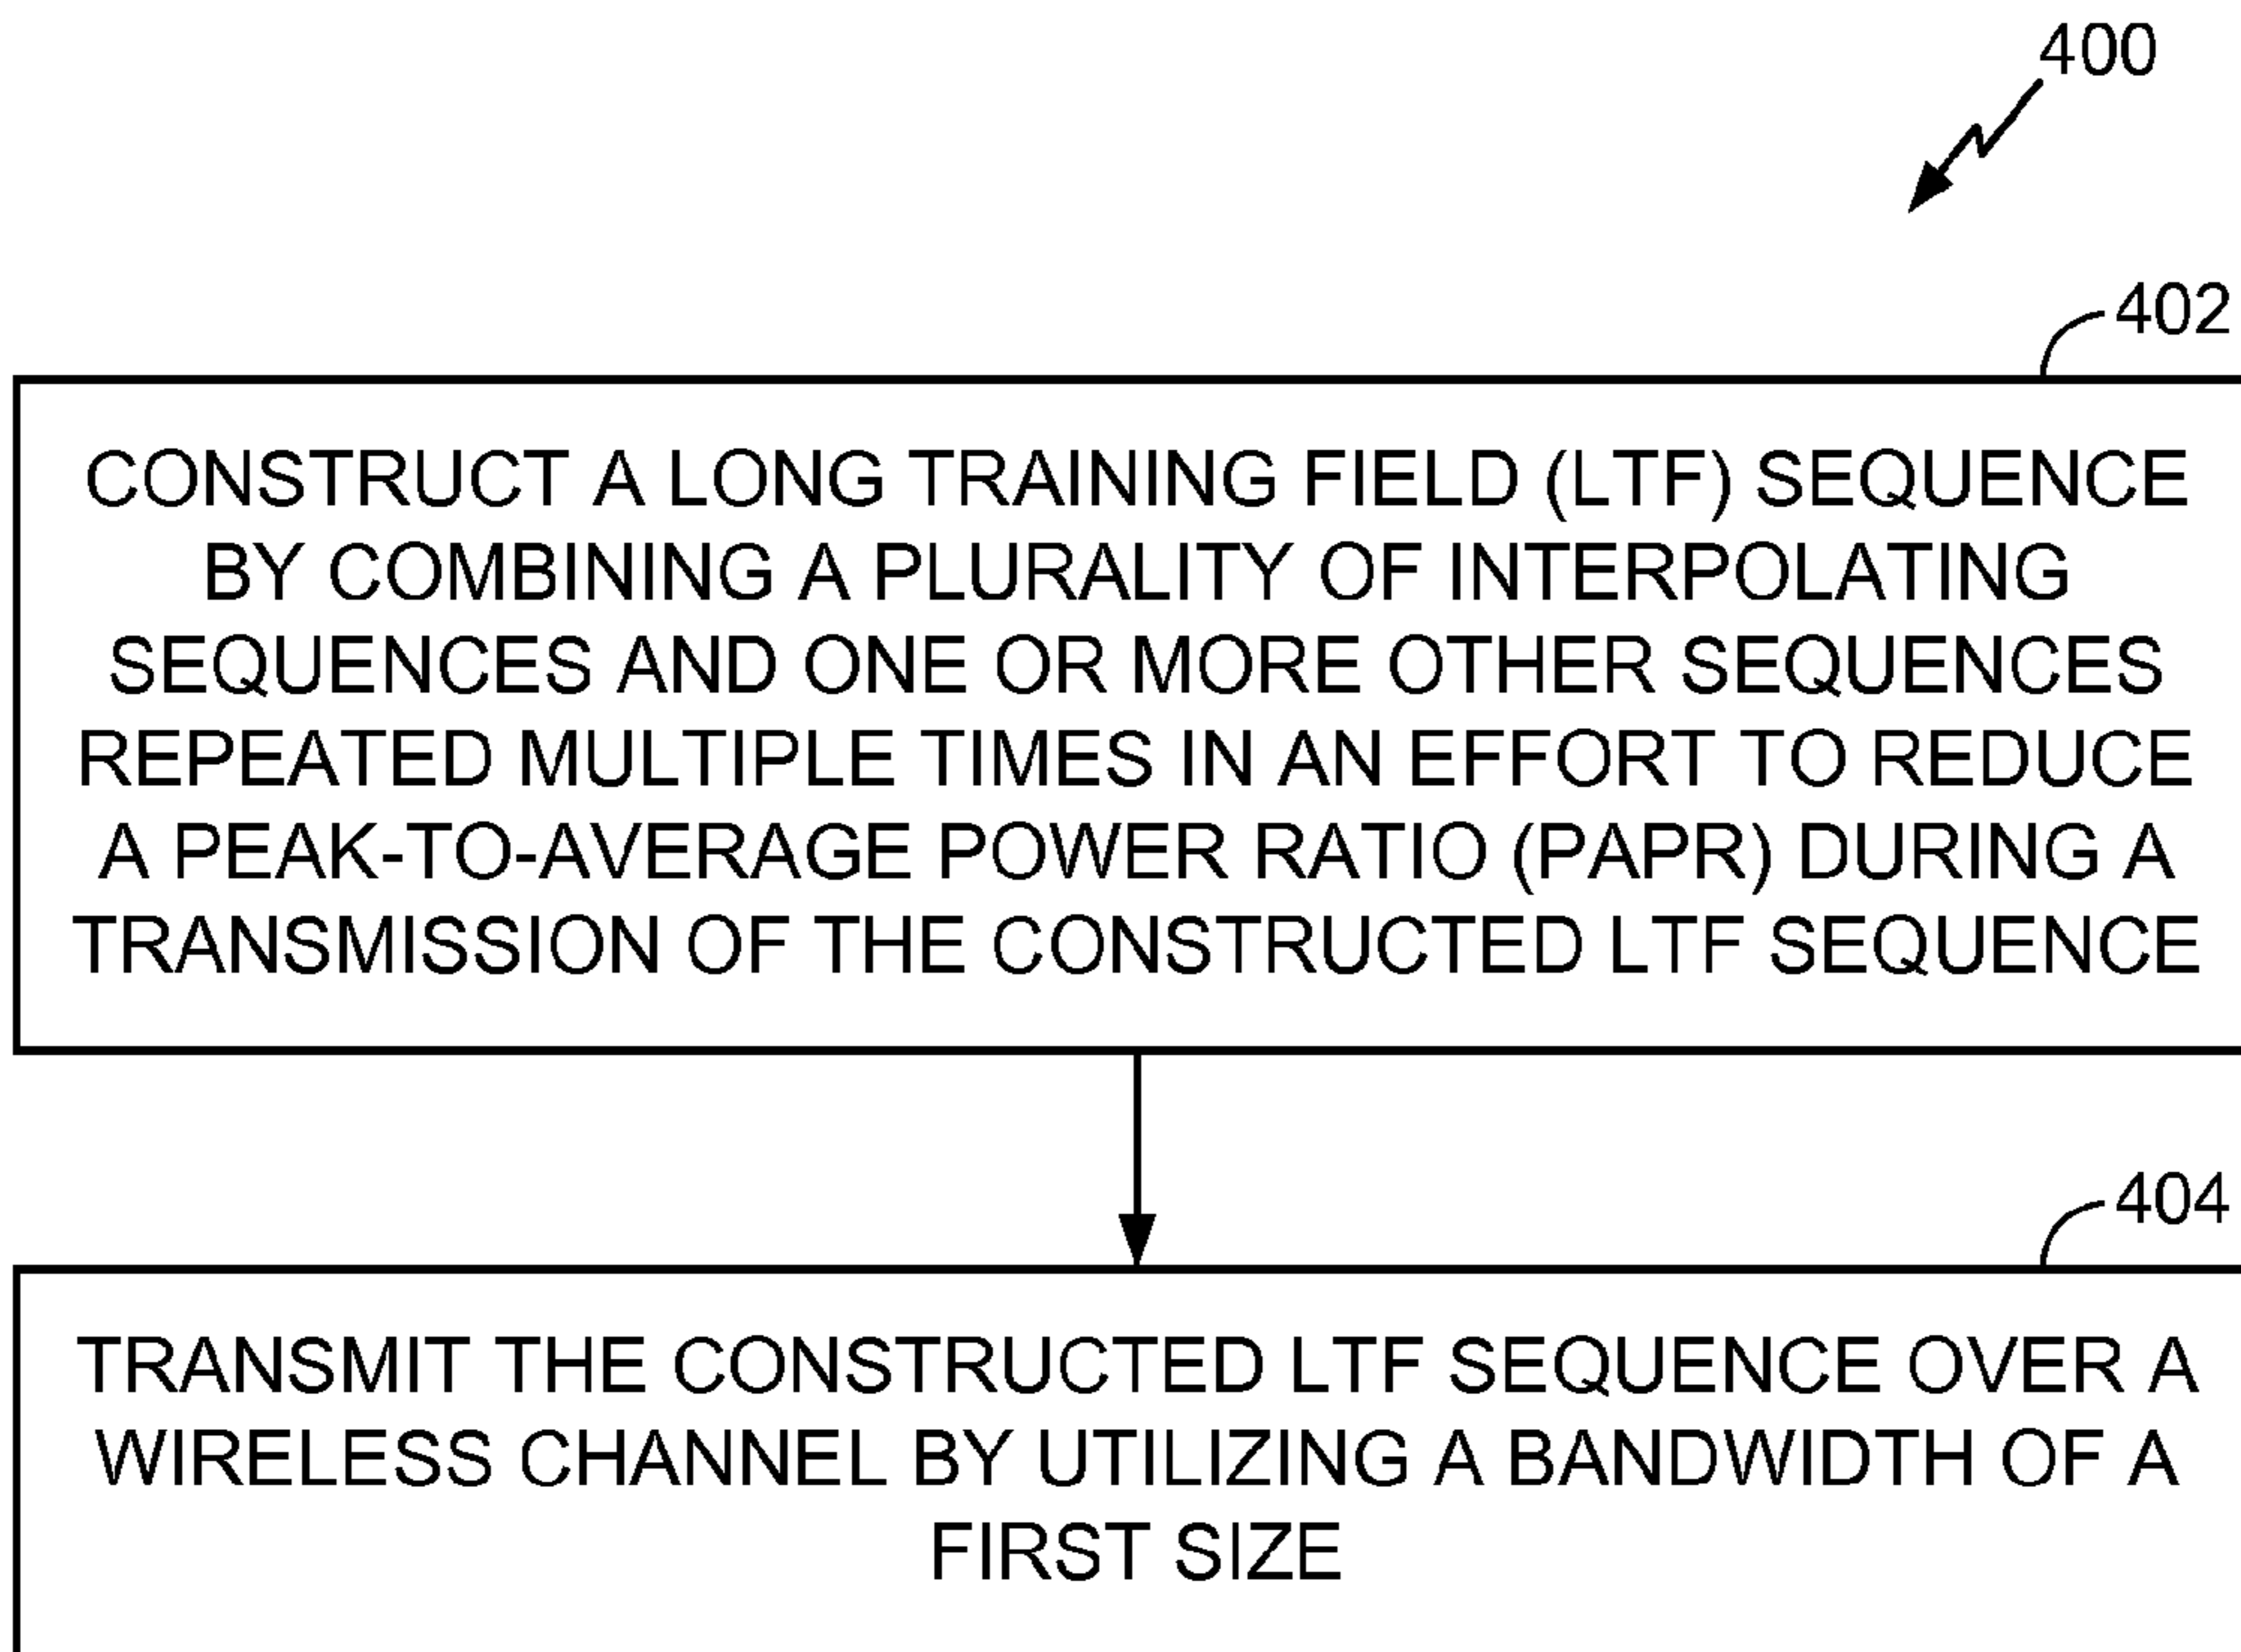 400
402
CONSTRUCT A LONG TRAINING FIELD (LTF) SEQUENCE
BY COMBINING A PLURALITY OF INTERPOLATING
SEQUENCES AND ONE OR MORE OTHER SEQUENCES
REPEATED MULTIPLE TIMES IN AN EFFORT TO REDUCE
A PEAK-TO-AVERAGE POWER RATIO (PAPR) DURING A
TRANSMISSION OF THE CONSTRUCTED LTF SEQUENCE
404
TRANSMIT THE CONSTRUCTED LTF SEQUENCE OVER A
WIRELESS CHANNEL BY UTILIZING A BANDWIDTH OF A
FIRST SIZE